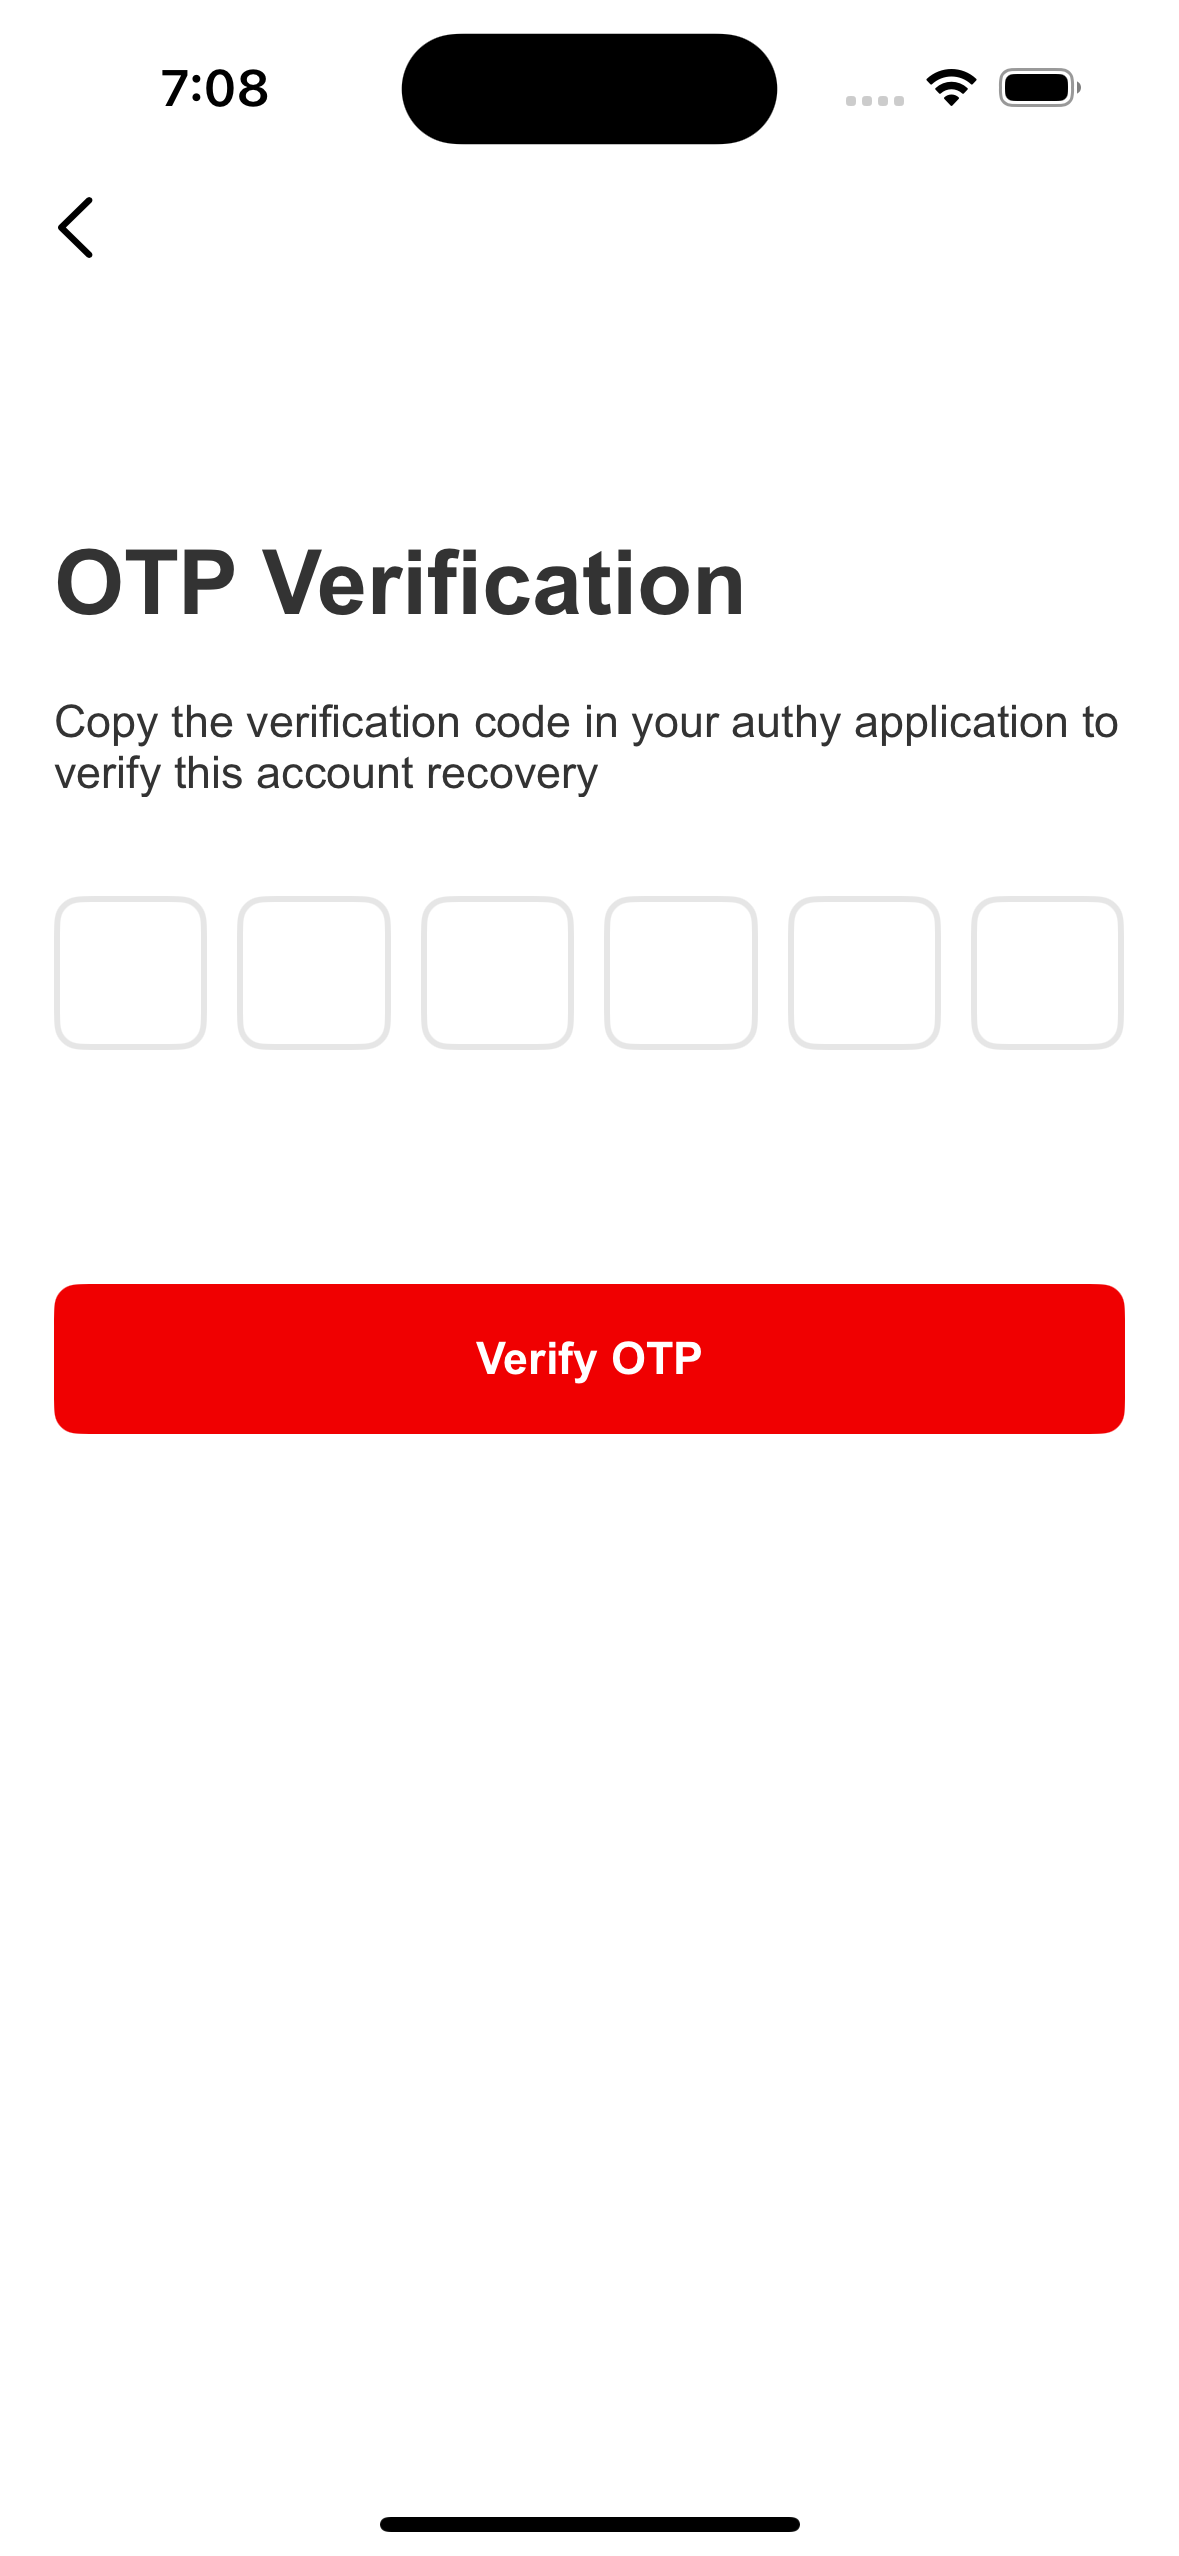 7:08
OTP Verification
Copy the verification code in your authy application to
verify this account recovery
Verify OTP